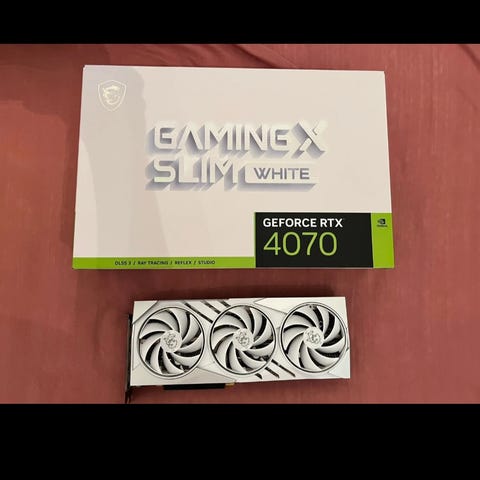 GAMING X
SLIM WHITE
GEFORCE RTX
4070
DLSS 3 / RAY TRACING / REFLEX / STUDIO